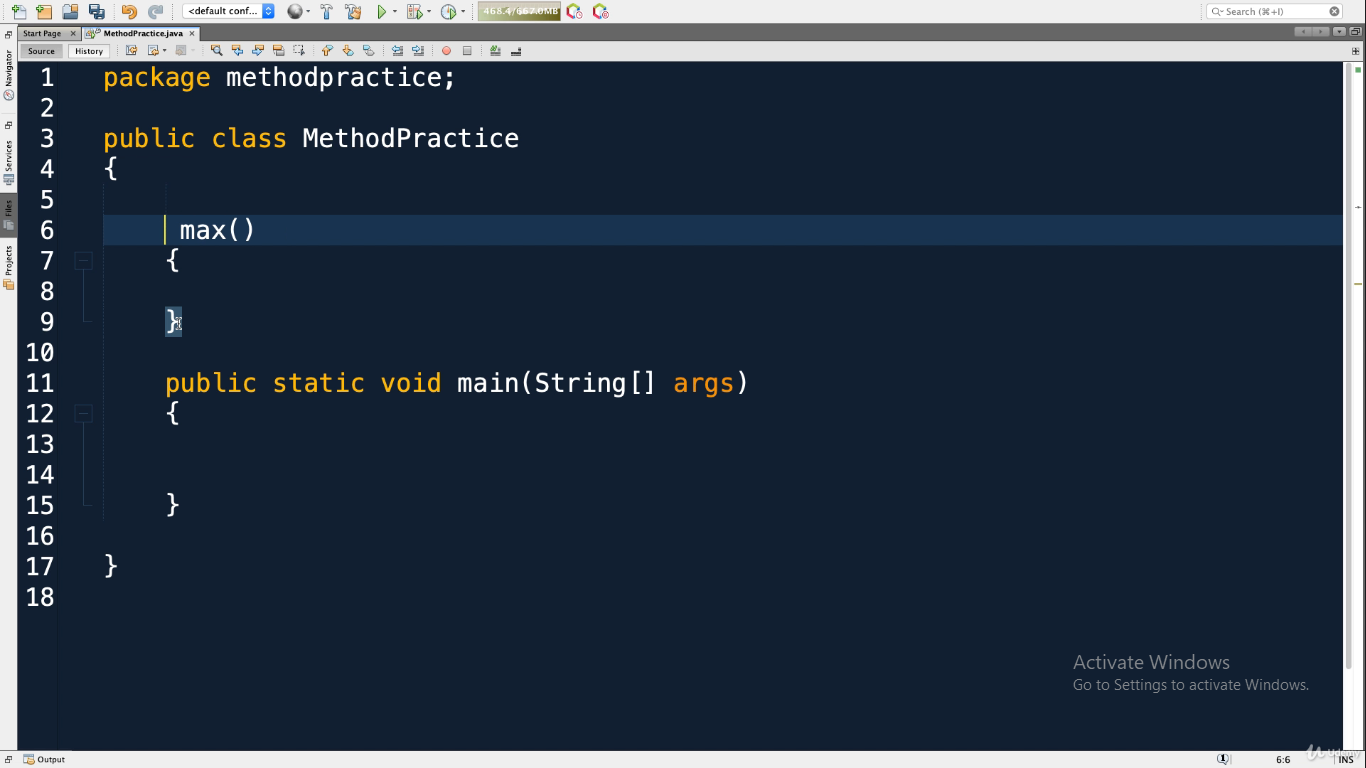 <default conf...
468.4/667.0MB
Search (⌘+I)
Start Page
MethodPractice.java
Source
History
Navigator
Services
Files
Projects
1 package methodpractice;
2
3 public class MethodPractice
4 {
5
6 max()
7 {
8
9 }
10
11 public static void main(String[] args)
12 {
13
14
15 }
16
17 }
18
Activate Windows
Go to Settings to activate Windows.
Output
1
6:6
INS
Udemy